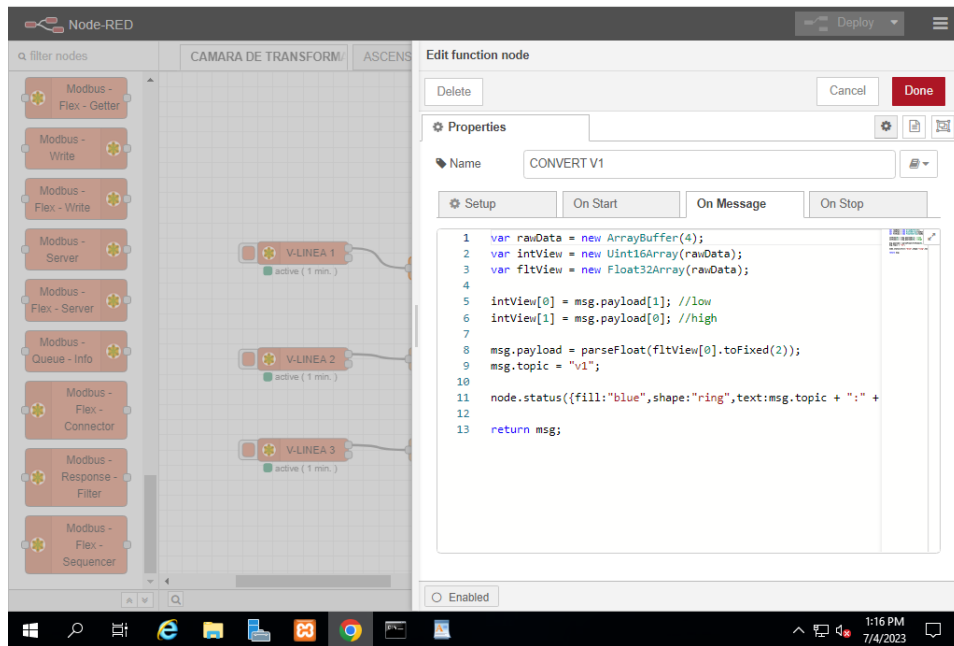 Node-RED
Deploy
filter nodes
CAMARA DE TRANSFORM
ASCENS
Modbus -
Flex - Getter
Modbus -
Write
Modbus -
Flex - Write
Modbus -
Server
Modbus -
Flex - Server
Modbus -
Queue - Info
Modbus -
Flex -
Connector
Modbus -
Response -
Filter
Modbus -
Flex -
Sequencer
V-LINEA 1
active ( 1 min. )
V-LINEA 2
active ( 1 min. )
V-LINEA 3
active ( 1 min. )
Edit function node
Delete
Cancel
Done
Properties
Name
CONVERT V1
Setup
On Start
On Message
On Stop
1 var rawData = new ArrayBuffer(4);
2 var intView = new Uint16Array(rawData);
3 var fltView = new Float32Array(rawData);
4
5 intView[0] = msg.payload[1]; //low
6 intView[1] = msg.payload[0]; //high
7
8 msg.payload = parseFloat(fltView[0].toFixed(2));
9 msg.topic = "v1";
10
11 node.status({fill:"blue",shape:"ring",text:msg.topic + ":" +
12
13 return msg;
Enabled
1:16 PM
7/4/2023